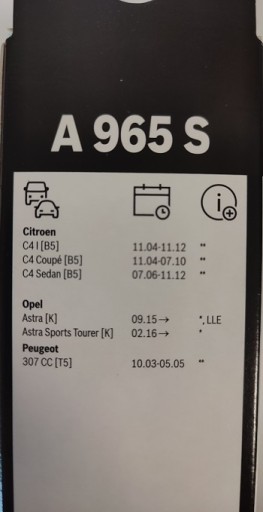 A 965 S
Citroen
C4 I [B5] 11.04-11.12 **
C4 Coupé [B5] 11.04-07.10 **
C4 Sedan [B5] 07.06-11.12 **
Opel
Astra [K] 09.15→ *, LLE
Astra Sports Tourer [K] 02.16→ *
Peugeot
307 CC [T5] 10.03-05.05 **